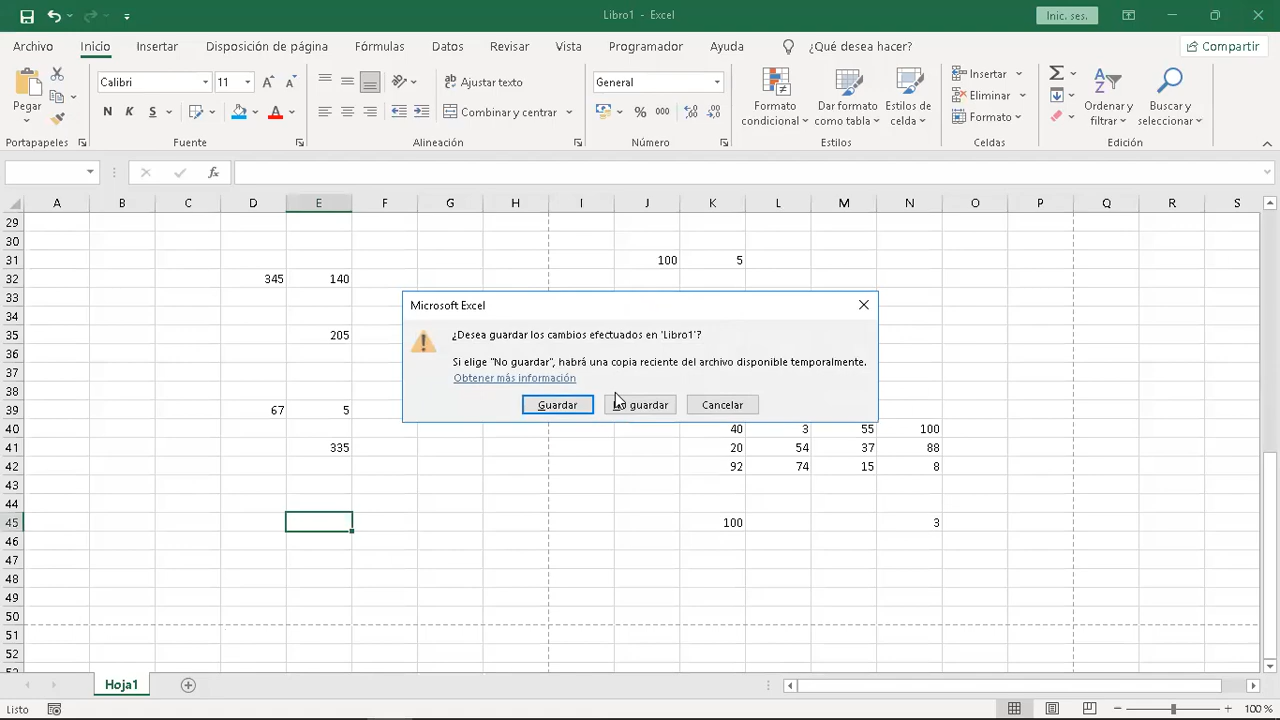 Libro1 - Excel
Inic. ses.
Archivo Inicio Insertar Disposición de página Fórmulas Datos Revisar Vista Programador Ayuda ¿Qué desea hacer? Compartir
Pegar
Calibri 11
N K S
Ajustar texto
Combinar y centrar
General
% 000
Formato condicional
Dar formato como tabla
Estilos de celda
Insertar
Eliminar
Formato
Ordenar y filtrar
Buscar y seleccionar
Portapapeles Fuente Alineación Número Estilos Celdas Edición
fx
A B C D E F G H I J K L M N O P Q R S
29
30
31 100 5
32 345 140
33
34
35 205
36
37
38
39 67 5
40 40 3 55 100
41 335 20 54 37 88
42 92 74 15 8
43
44
45 100 3
46
47
48
49
50
51
52
Microsoft Excel
¿Desea guardar los cambios efectuados en 'Libro1'?
Si elige "No guardar", habrá una copia reciente del archivo disponible temporalmente.
Obtener más información
Guardar No guardar Cancelar
Hoja1
Listo 100 %